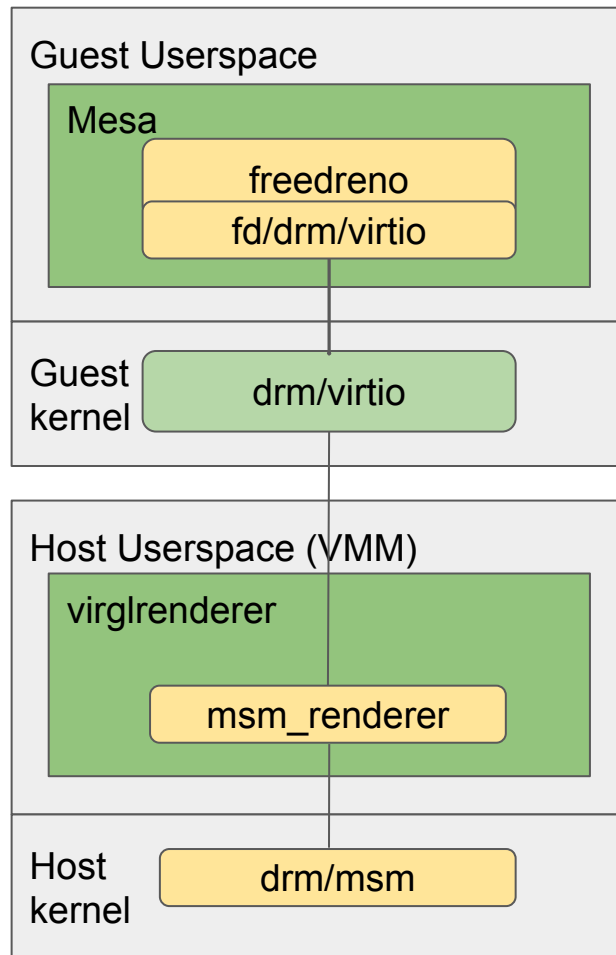 Guest Userspace
Mesa
freedreno
fd/drm/virtio
Guest
kernel
drm/virtio
Host Userspace (VMM)
virglrenderer
msm_renderer
Host
kernel
drm/msm